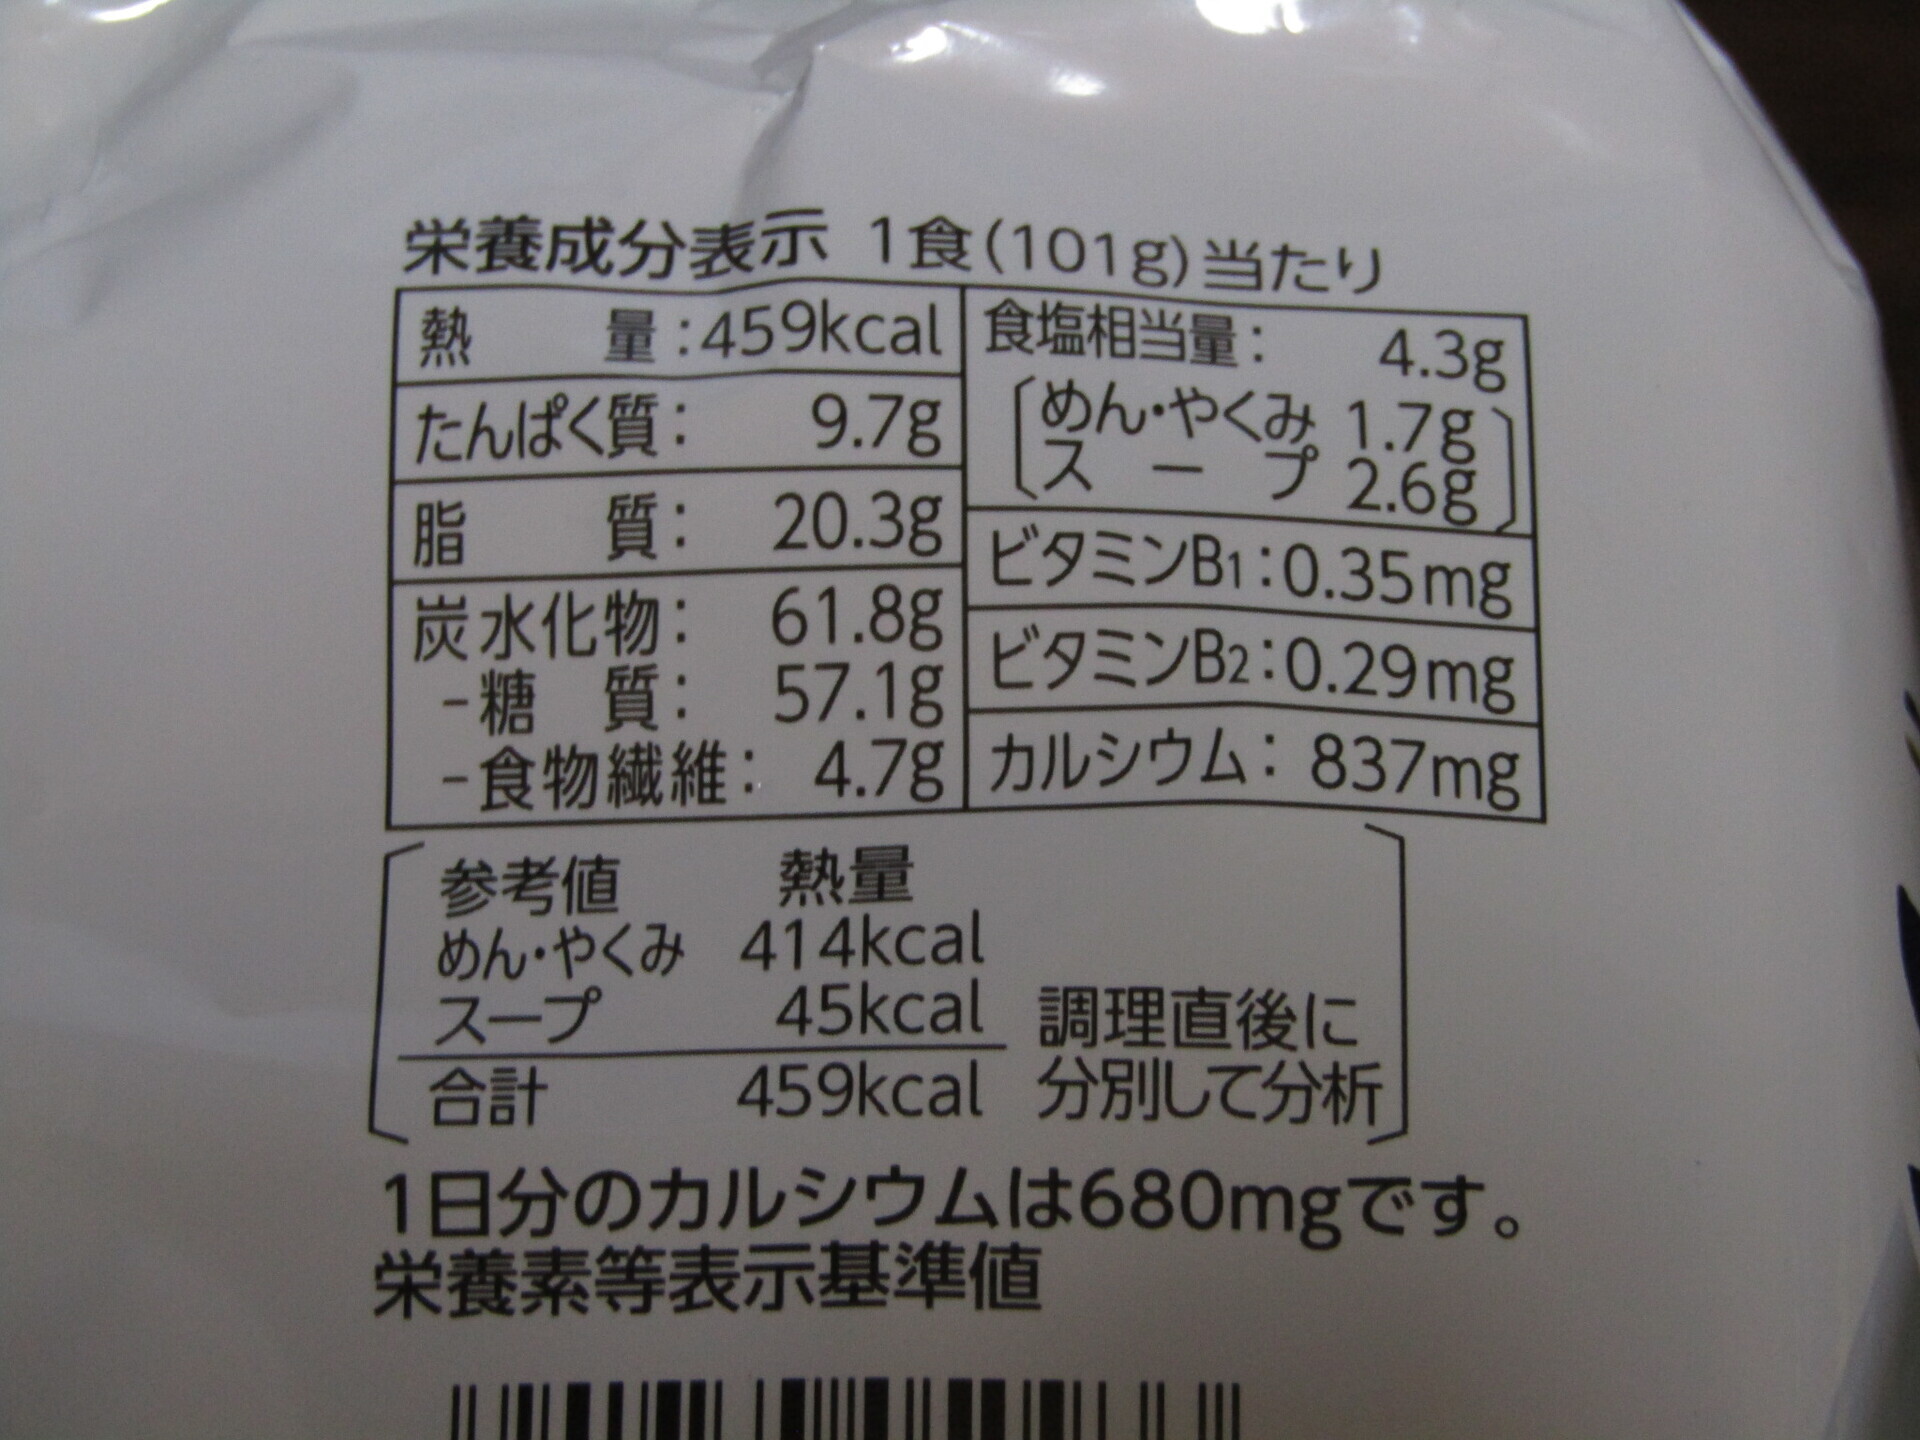 栄養成分表示 1食(101g)当たり
熱量:459kcal
たんぱく質: 9.7g
脂質: 20.3g
炭水化物: 61.8g
-糖質: 57.1g
-食物繊維: 4.7g
食塩相当量: 4.3g
めん・やくみ 1.7g
スープ 2.6g
ビタミンB1:0.35mg
ビタミンB2:0.29mg
カルシウム: 837mg
参考値 熱量
めん・やくみ 414kcal
スープ 45kcal
合計 459kcal
調理直後に
分別して分析
1日分のカルシウムは680mgです。
栄養素等表示基準値